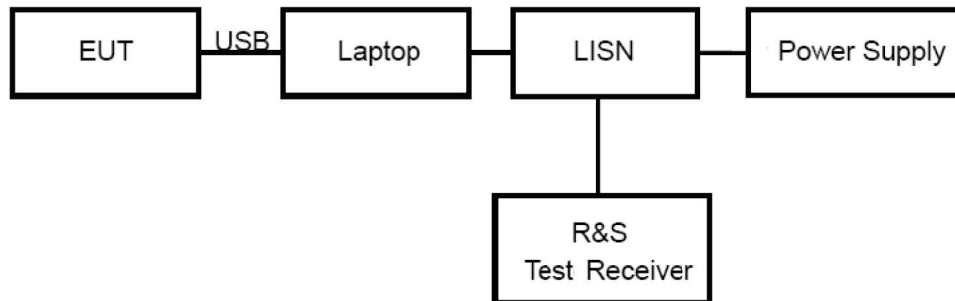 EUT
USB
Laptop
LISN
Power Supply
R&S
Test Receiver